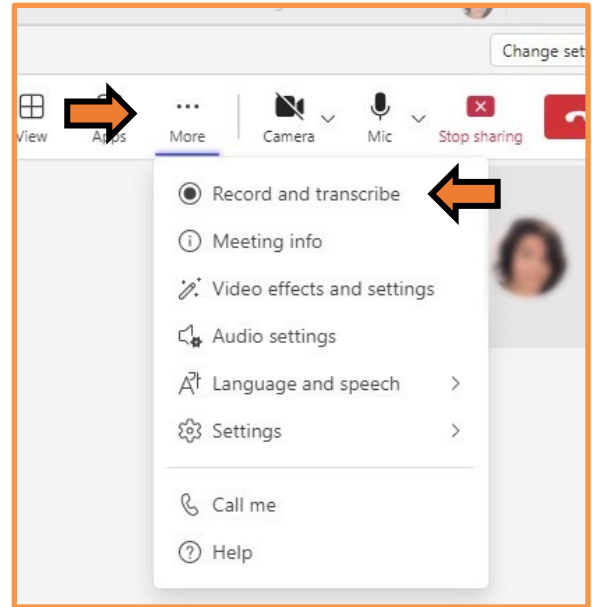 Change set
View Apps More Camera Mic Stop sharing
Record and transcribe
Meeting info
Video effects and settings
Audio settings
Language and speech
Settings
Call me
Help